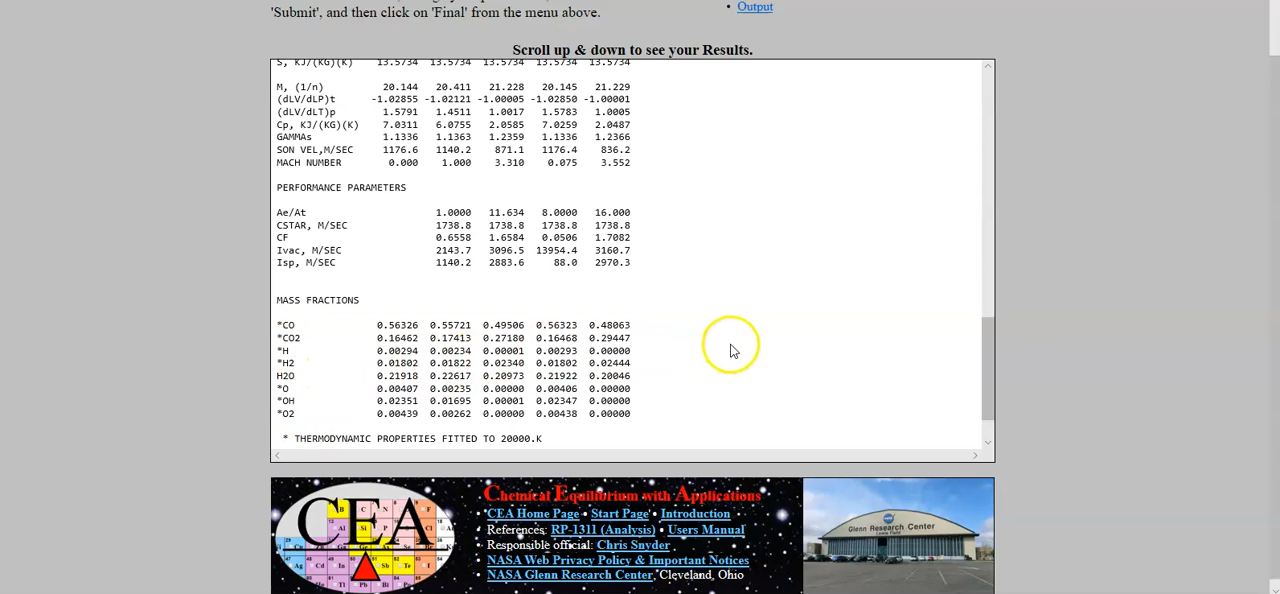 'Submit', and then click on 'Final' from the menu above.
• Output
Scroll up & down to see your Results.
S, KJ/(KG)(K) 13.5734 13.5734 13.5734 13.5734 13.5734
M, (1/n) 20.144 20.411 21.228 20.145 21.229
(dLV/dLP)t -1.02855 -1.02121 -1.00005 -1.02850 -1.00001
(dLV/dLT)p 1.5791 1.4511 1.0017 1.5783 1.0005
Cp, KJ/(KG)(K) 7.0311 6.0755 2.0585 7.0259 2.0487
GAMMAs 1.1336 1.1363 1.2359 1.1336 1.2366
SON VEL,M/SEC 1176.6 1140.2 871.1 1176.4 836.2
MACH NUMBER 0.000 1.000 3.310 0.075 3.552
PERFORMANCE PARAMETERS
Ae/At 1.0000 11.634 8.0000 16.000
CSTAR, M/SEC 1738.8 1738.8 1738.8 1738.8
CF 0.6558 1.6584 0.0506 1.7082
Ivac, M/SEC 2143.7 3096.5 13954.4 3160.7
Isp, M/SEC 1140.2 2883.6 88.0 2970.3
MASS FRACTIONS
*CO 0.56326 0.55721 0.49506 0.56323 0.48063
*CO2 0.16462 0.17413 0.27180 0.16468 0.29447
*H 0.00294 0.00234 0.00001 0.00293 0.00000
*H2 0.01802 0.01822 0.02340 0.01802 0.02444
H2O 0.21918 0.22617 0.20973 0.21922 0.20046
*O 0.00407 0.00235 0.00000 0.00406 0.00000
*OH 0.02351 0.01695 0.00001 0.02347 0.00000
*O2 0.00439 0.00262 0.00000 0.00438 0.00000
* THERMODYNAMIC PROPERTIES FITTED TO 20000.K
CEA
Chemical Equilibrium with Applications
• CEA Home Page • Start Page • Introduction
References: RP-1311 (Analysis) • Users Manual
Responsible official: Chris Snyder
• NASA Web Privacy Policy & Important Notices
• NASA Glenn Research Center, Cleveland, Ohio
Glenn Research Center